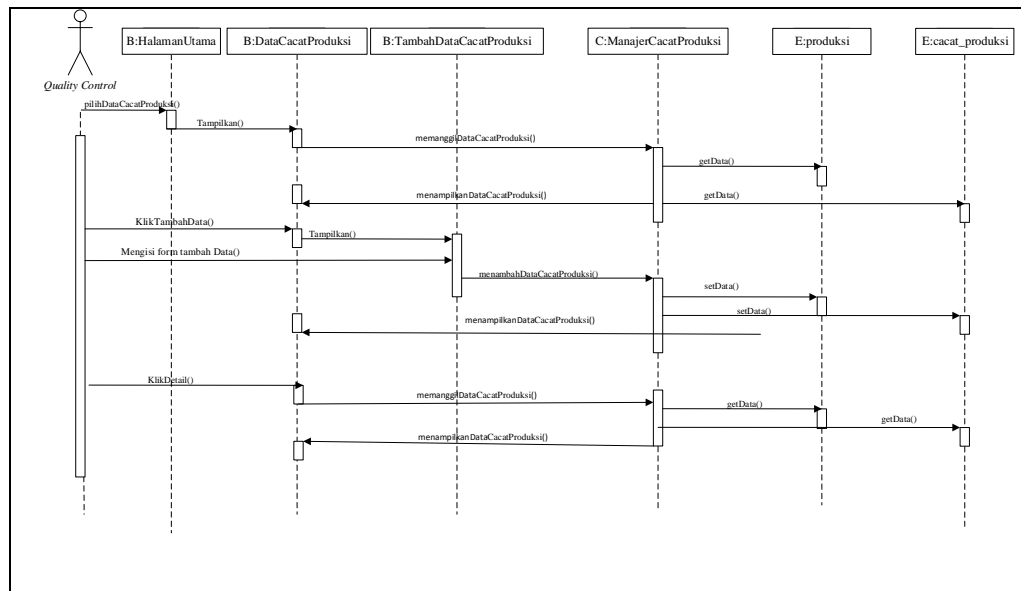 B:HalamanUtama
B:DataCacatProduksi
B:TambahDataCacatProduksi
C:ManajerCacatProduksi
E:produksi
E:cacat_produksi
Quality Control
pilihDataCacatProduksi()
Tampilkan()
memanggilDataCacatProduksi()
getData()
menampilkanDataCacatProduksi()
getData()
KlikTambahData()
Tampilkan()
Mengisi form tambah Data()
menambahDataCacatProduksi()
setData()
setData()
menampilkanDataCacatProduksi()
KlikDetail()
memanggilDataCacatProduksi()
getData()
getData()
menampilkanDataCacatProduksi()